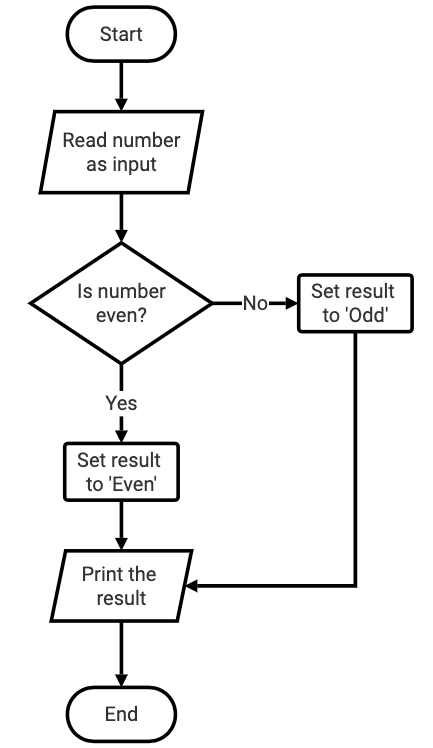 Start
Read number
as input
Is number
even?
No
Set result
to 'Odd'
Yes
Set result
to 'Even'
Print the
result
End